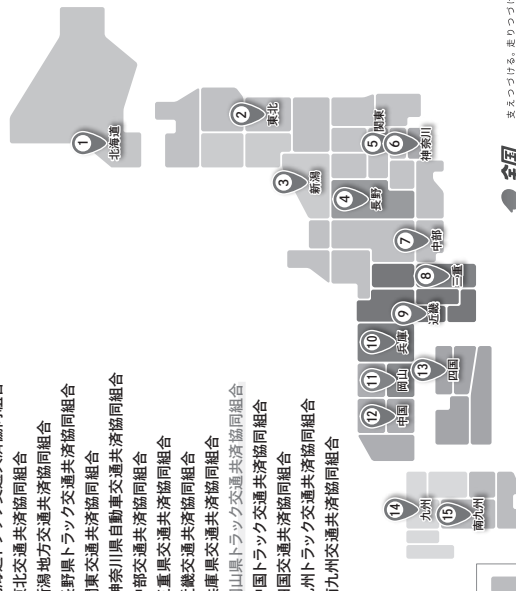 海道トラック交通共済協同組合
北交通共済協同組合
潟地方交通共済協同組合
野県トラック交通共済協同組合
東交通共済協同組合
奈川県自動車交通共済協同組合
部交通共済協同組合
重県交通共済協同組合
畿交通共済協同組合
庫県交通共済協同組合
山県トラック交通共済協同組合
国トラック交通共済協同組合
国交通共済協同組合
州トラック交通共済協同組合
九州交通共済協同組合
1 北海道
2 東北
3 新潟
4 長野
5 関東
6 神奈川
7 中部
8 三重
9 近畿
10 兵庫
11 岡山
12 中国
13 四国
14 九州
15 南九州
支えつづける。走りつづけ
全国